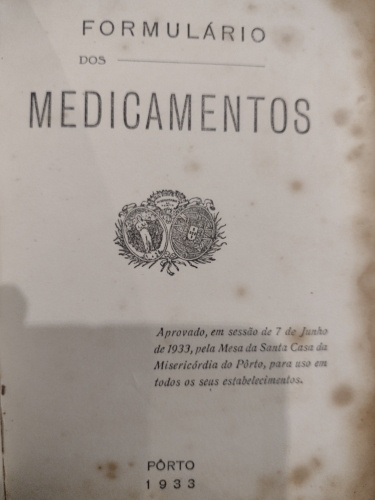 FORMULÁRIO
DOS
MEDICAMENTOS
Aprovado, em sessão de 7 de Junho
de 1933, pela Mesa da Santa Casa da
Misericórdia do Pôrto, para uso em
todos os seus estabelecimentos.
PÔRTO
1933